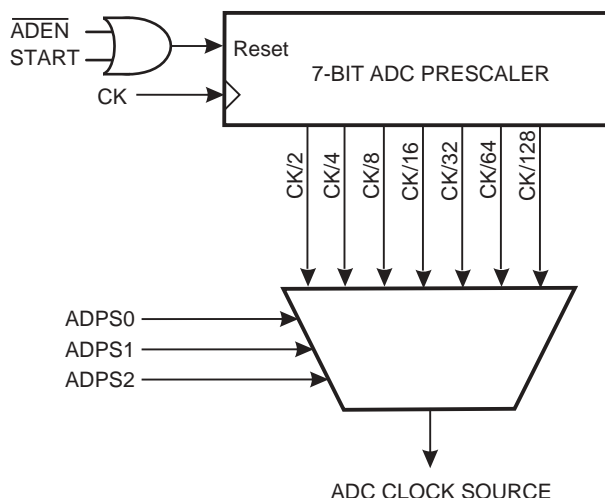 ADEN
START
Reset
7-BIT ADC PRESCALER
CK
CK/2
CK/4
CK/8
CK/16
CK/32
CK/64
CK/128
ADPS0
ADPS1
ADPS2
ADC CLOCK SOURCE